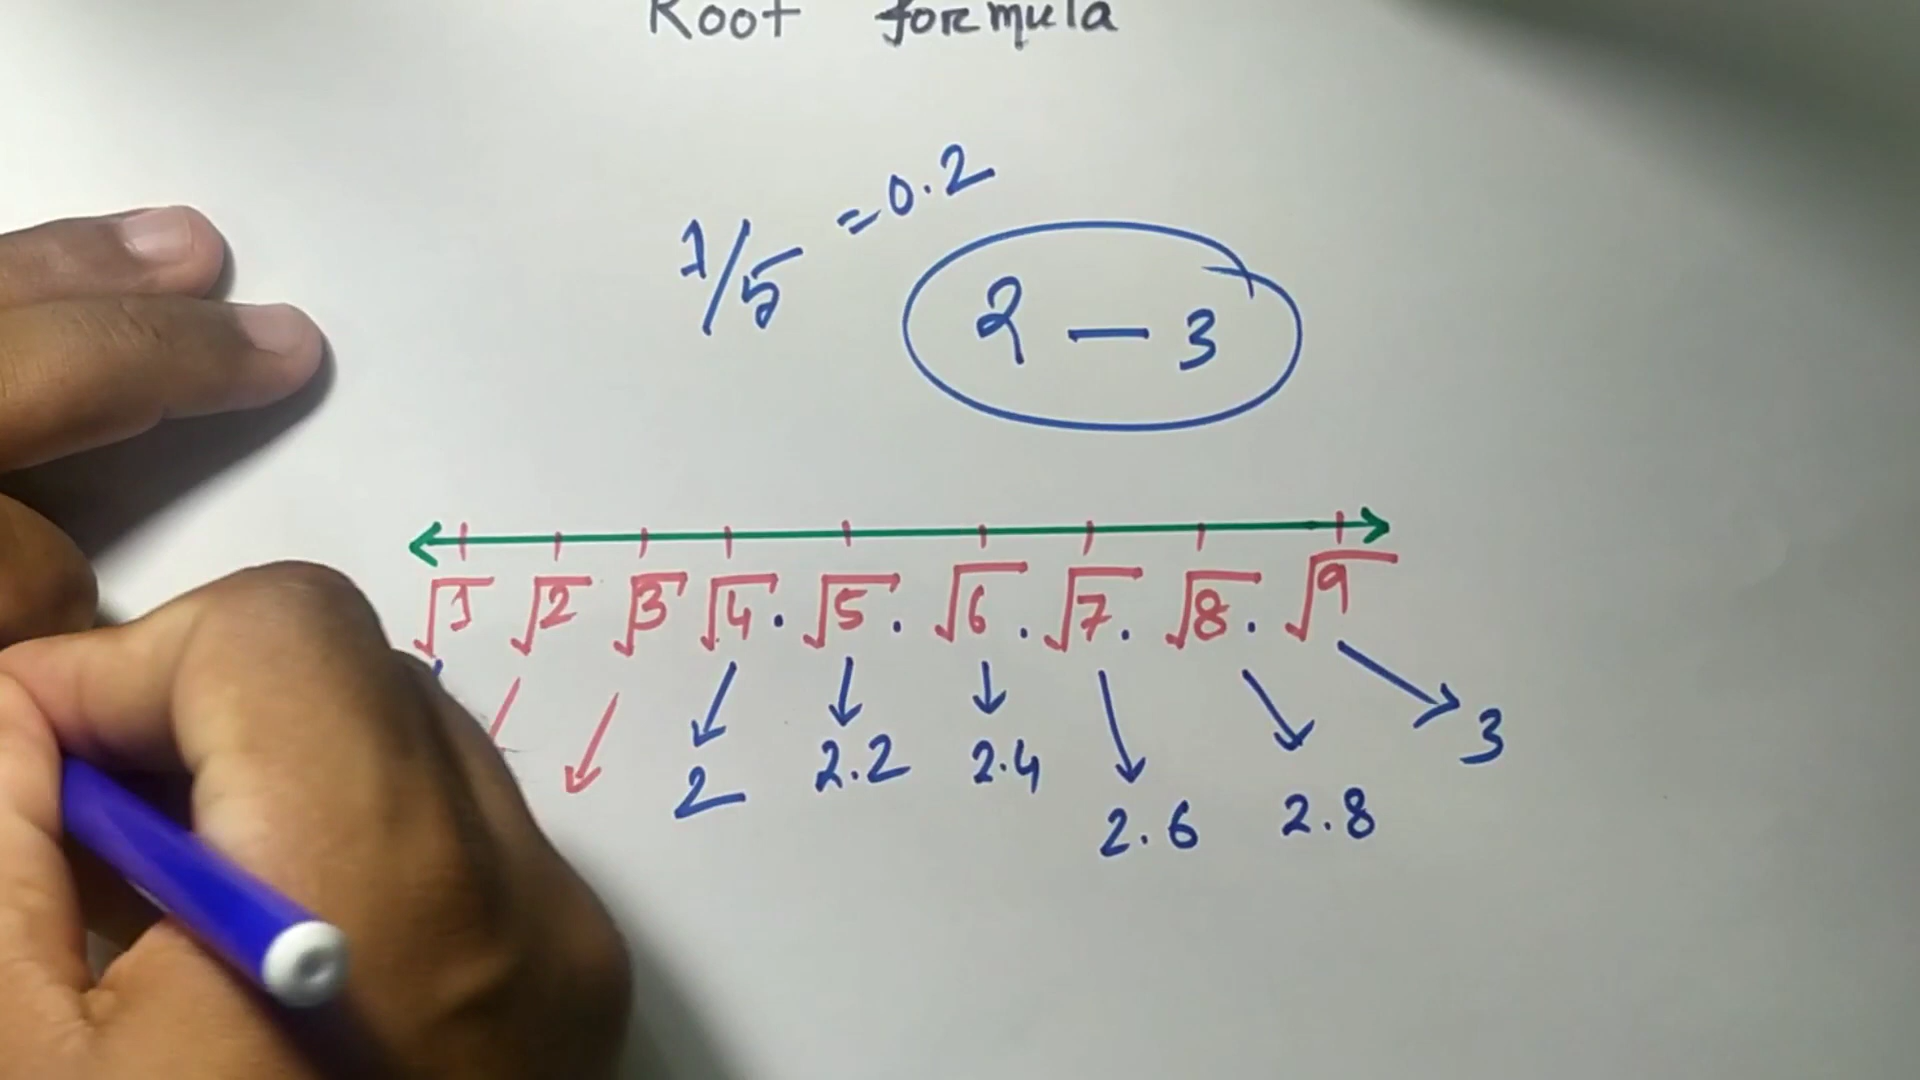 Root formula
1/5 = 0.2
2 – 3
√1 √2 √3 √4 . √5 . √6 . √7 . √8 . √9
2 2.2 2.4 2.6 2.8 3